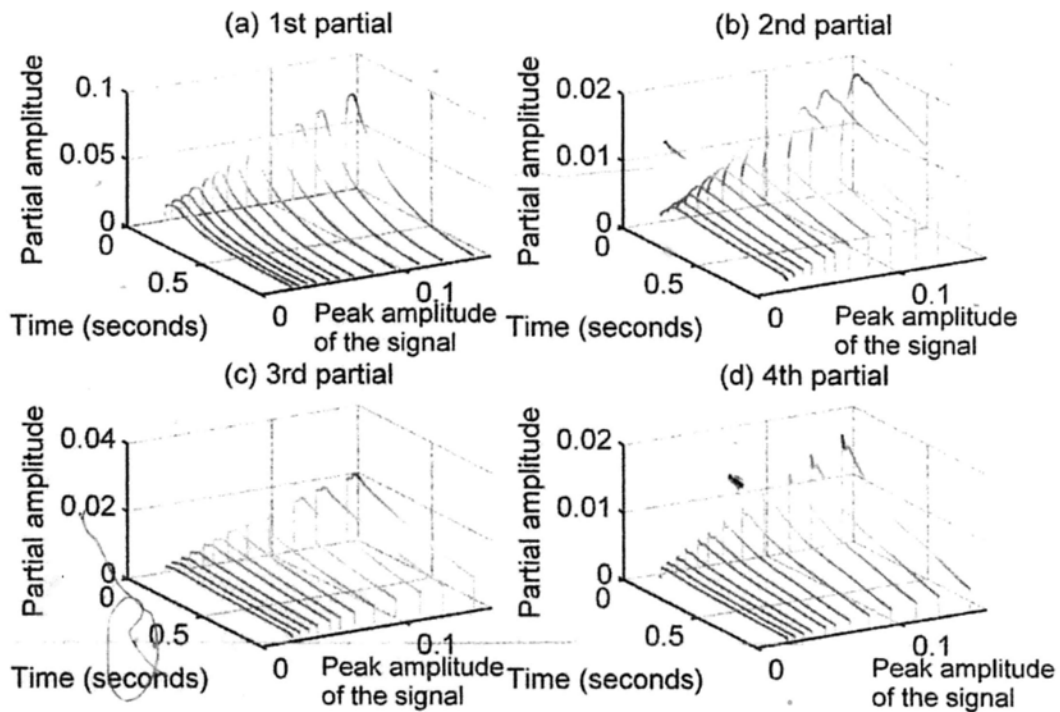 (a) 1st partial
Partial amplitude
0.1
0.05
0
0
0.5
Time (seconds)
0
0.1
Peak amplitude
of the signal
(b) 2nd partial
Partial amplitude
0.02
0.01
0
0
0.5
Time (seconds)
0
0.1
Peak amplitude
of the signal
(c) 3rd partial
Partial amplitude
0.04
0.02
0
0
0.5
Time (seconds)
0
0.1
Peak amplitude
of the signal
(d) 4th partial
Partial amplitude
0.02
0.01
0
0
0.5
Time (seconds)
0
0.1
Peak amplitude
of the signal